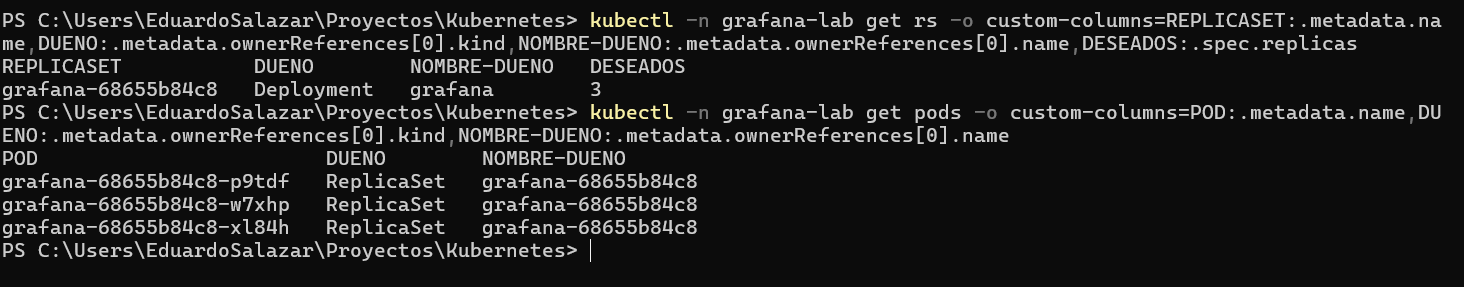 PS C:\Users\EduardoSalazar\Proyectos\Kubernetes> kubectl -n grafana-lab get rs -o custom-columns=REPLICASET:.metadata.na
me,DUENO:.metadata.ownerReferences[0].kind,NOMBRE-DUENO:.metadata.ownerReferences[0].name,DESEADOS:.spec.replicas
REPLICASET           DUENO        NOMBRE-DUENO   DESEADOS
grafana-68655b84c8   Deployment   grafana        3
PS C:\Users\EduardoSalazar\Proyectos\Kubernetes> kubectl -n grafana-lab get pods -o custom-columns=POD:.metadata.name,DU
ENO:.metadata.ownerReferences[0].kind,NOMBRE-DUENO:.metadata.ownerReferences[0].name
POD                        DUENO        NOMBRE-DUENO
grafana-68655b84c8-p9tdf   ReplicaSet   grafana-68655b84c8
grafana-68655b84c8-w7xhp   ReplicaSet   grafana-68655b84c8
grafana-68655b84c8-xl84h   ReplicaSet   grafana-68655b84c8
PS C:\Users\EduardoSalazar\Proyectos\Kubernetes>